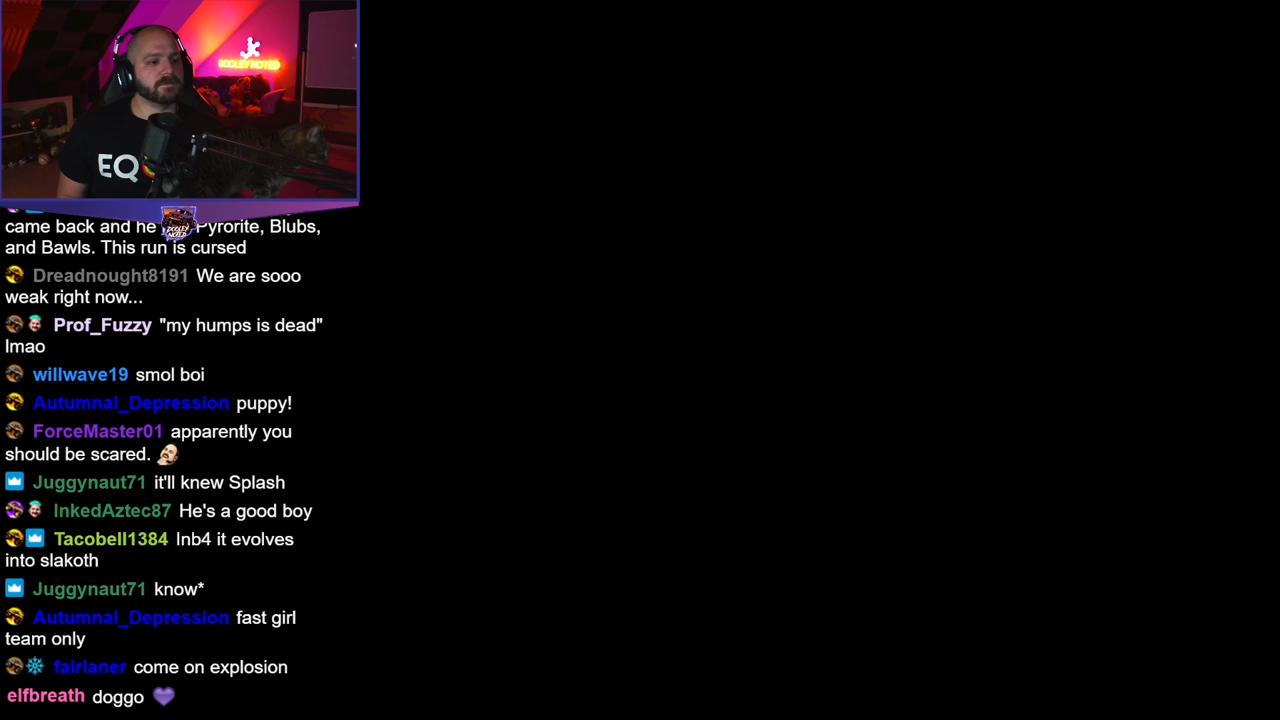 DOOLEY NOTED
EQ
DOOLEY
NOTED
came back and he Pyrorite, Blubs,
and Bawls. This run is cursed
Dreadnought8191 We are sooo
weak right now...
Prof_Fuzzy "my humps is dead"
lmao
willwave19 smol boi
Autumnal_Depression puppy!
ForceMaster01 apparently you
should be scared.
Juggynaut71 it'll knew Splash
InkedAztec87 He's a good boy
Tacobell1384 Inb4 it evolves
into slakoth
Juggynaut71 know*
Autumnal_Depression fast girl
team only
fairlaner come on explosion
elfbreath doggo